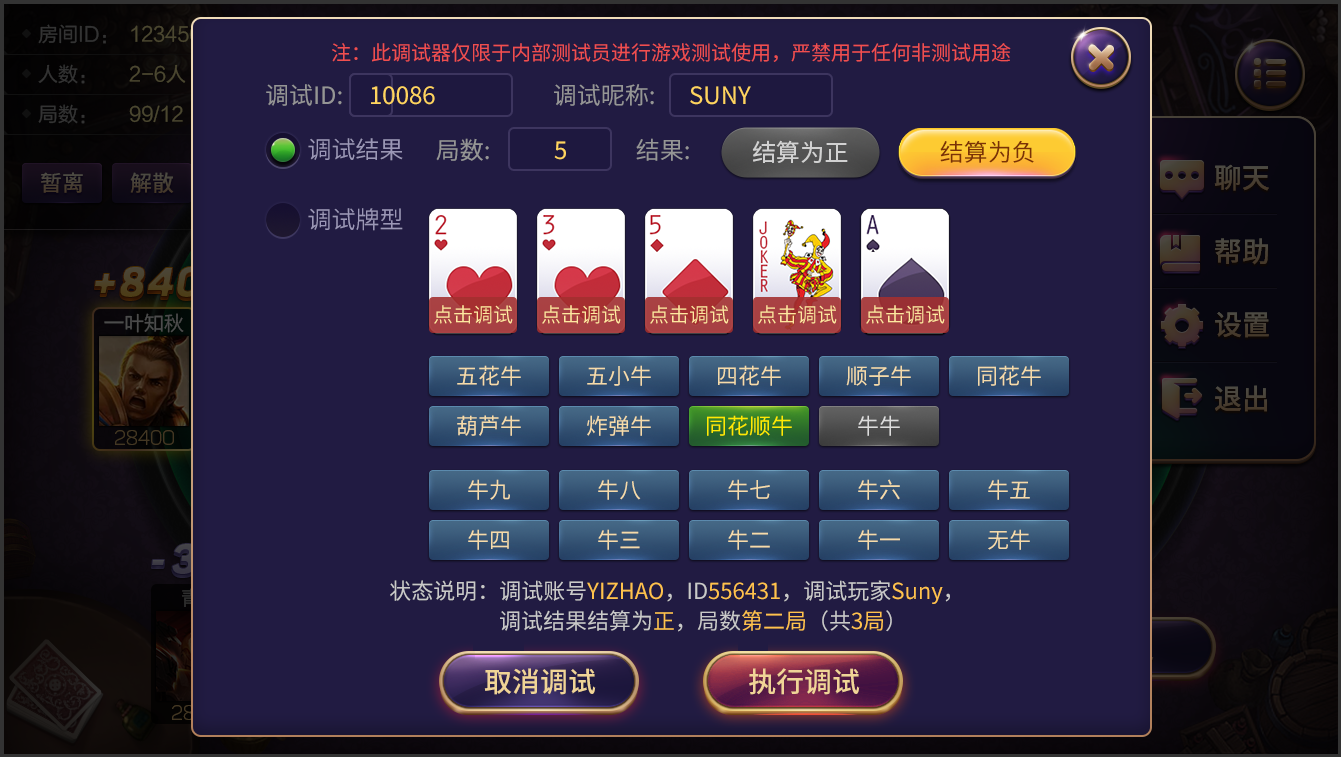 注：此调试器仅限于内部测试员进行游戏测试使用，严禁用于任何非测试用途
房间ID： 123450
人数： 2-6人
局数： 99/12
暂离 解散
+840
一叶知秋
28400
调试ID: 10086 调试昵称: SUNY
调试结果 局数: 5 结果: 结算为正 结算为负
调试牌型
2 3 5 JOKER A
点击调试 点击调试 点击调试 点击调试 点击调试
五花牛 五小牛 四花牛 顺子牛 同花牛
葫芦牛 炸弹牛 同花顺牛 牛牛
牛九 牛八 牛七 牛六 牛五
牛四 牛三 牛二 牛一 无牛
状态说明：调试账号YIZHAO，ID556431，调试玩家Suny，
调试结果结算为正，局数第二局（共3局）
取消调试 执行调试
-3
28
聊天
帮助
设置
退出